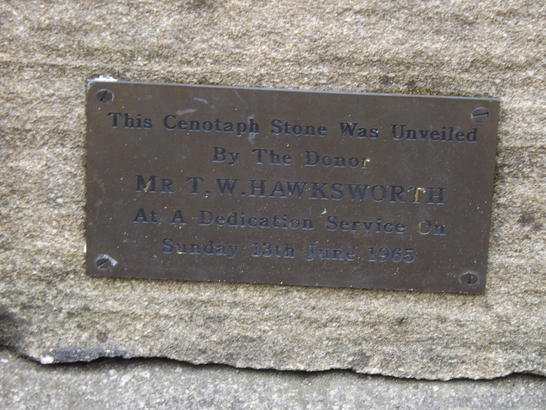 This Cenotaph Stone Was Unveiled
By The Donor
MR T. W. HAWKSWORTH
At A Dedication Service On
Sunday 13th June 1965